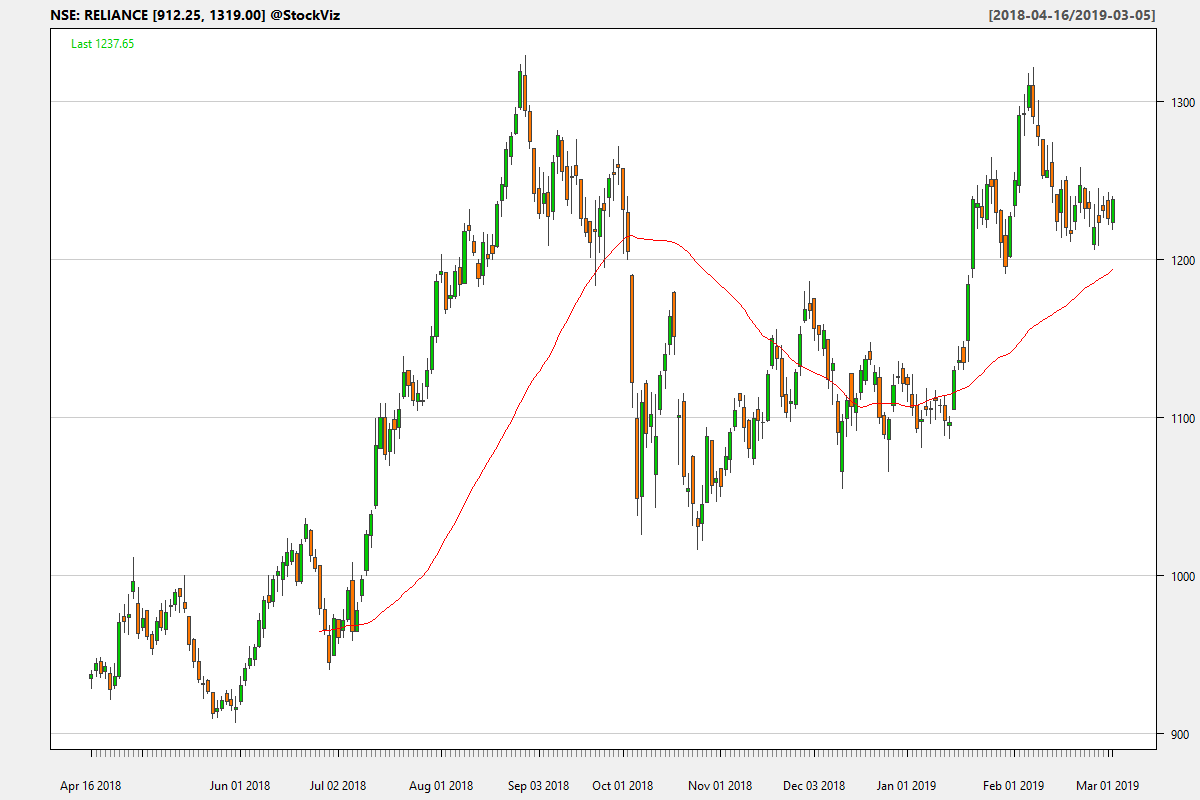 NSE: RELIANCE [912.25, 1319.00] @StockViz
[2018-04-16/2019-03-05]
Last 1237.65
1300
1200
1100
1000
900
Apr 16 2018 Jun 01 2018 Jul 02 2018 Aug 01 2018 Sep 03 2018 Oct 01 2018 Nov 01 2018 Dec 03 2018 Jan 01 2019 Feb 01 2019 Mar 01 2019